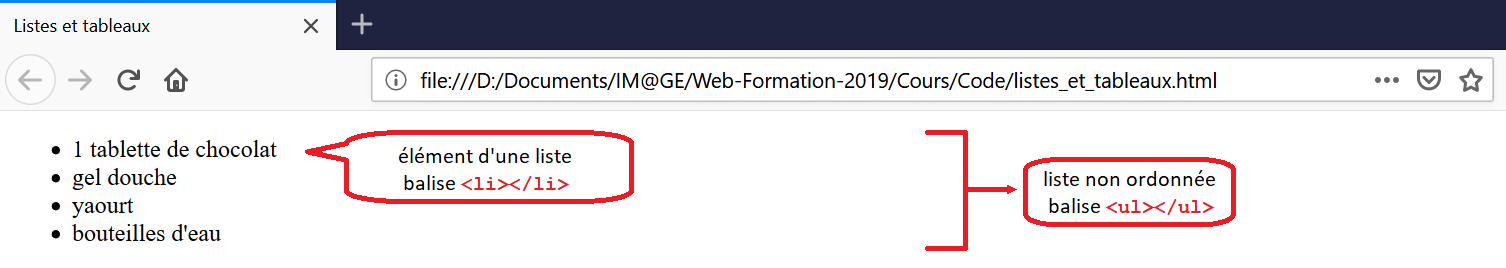 Listes et tableaux
file:///D:/Documents/IM@GE/Web-Formation-2019/Cours/Code/listes_et_tableaux.html
1 tablette de chocolat
gel douche
yaourt
bouteilles d'eau
élément d'une liste
balise <li></li>
liste non ordonnée
balise <ul></ul>